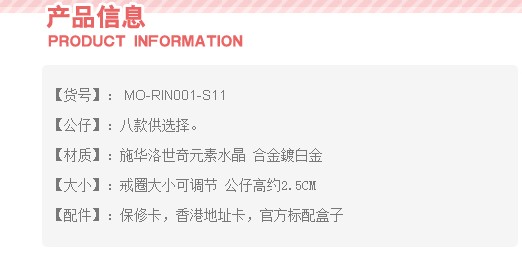 产品信息
PRODUCT INFORMATION
【货号】： MO-RIN001-S11
【公仔】：八款供选择。
【材质】：施华洛世奇元素水晶 合金鍍白金
【大小】：戒圈大小可调节 公仔高约2.5CM
【配件】：保修卡，香港地址卡，官方标配盒子